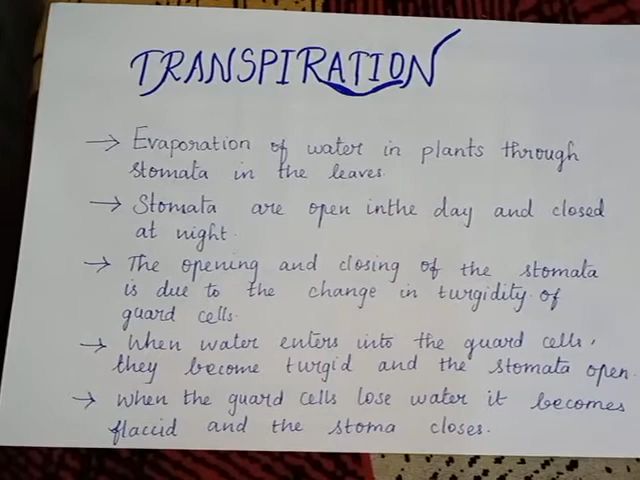 TRANSPIRATION
→ Evaporation of water in plants through
stomata in the leaves.
→ Stomata are open inthe day and closed
at night.
→ The opening and closing of the stomata
is due to the change in turgidity of
guard cells.
→ When water enters into the guard cells,
they become turgid and the stomata open.
→ When the guard cells lose water it becomes
flaccid and the stoma closes.